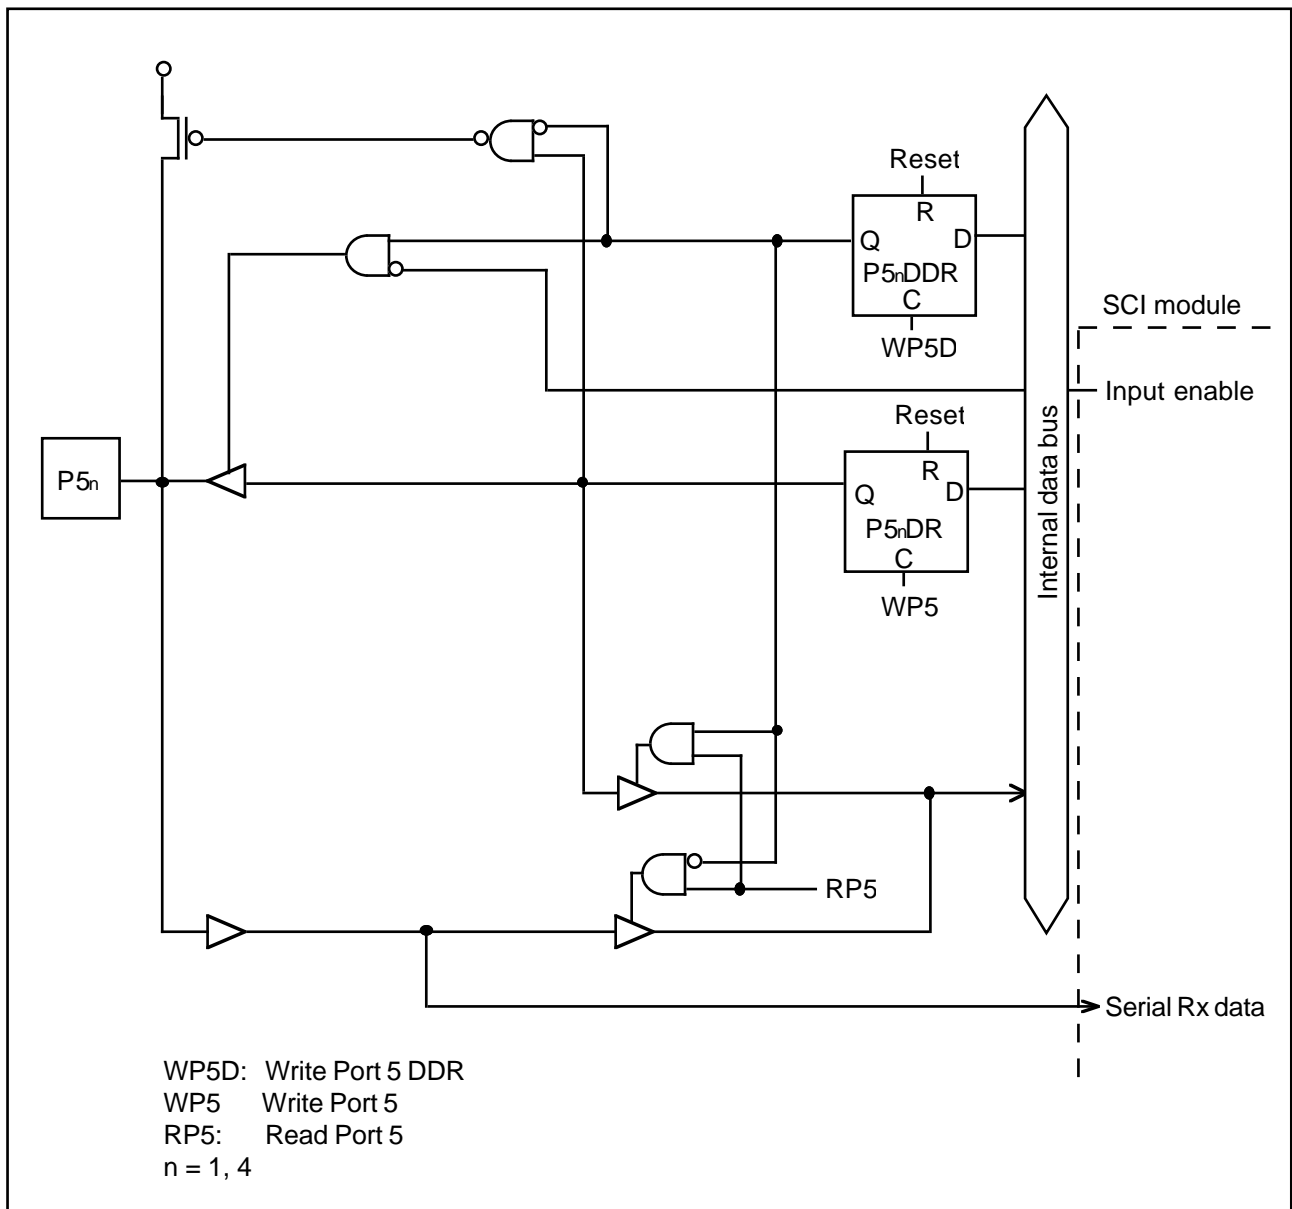 Reset
R
Q
D
P5nDDR
C
WP5D
SCI module
Input enable
Reset
R
Q
D
P5nDR
C
WP5
P5n
Internal data bus
RP5
Serial Rx data
WP5D: Write Port 5 DDR
WP5 Write Port 5
RP5: Read Port 5
n = 1, 4